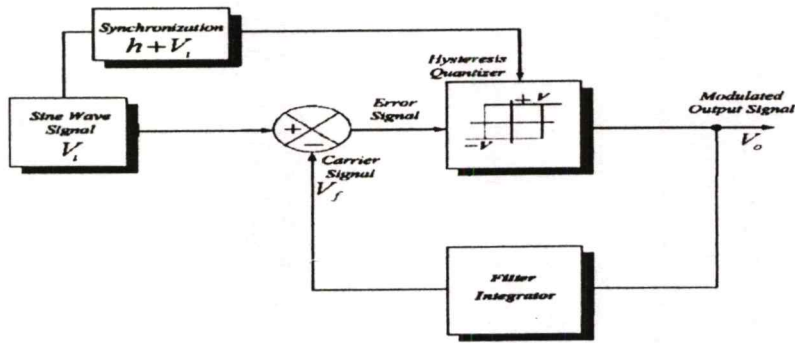 Synchronization
h + V_i
Hysteresis
Quantizer
Sine Wave
Signal
V_i
+
−
Error
Signal
+ V
−V
Modulated
Output Signal
V_o
Carrier
Signal
V_f
Filter
Integrator